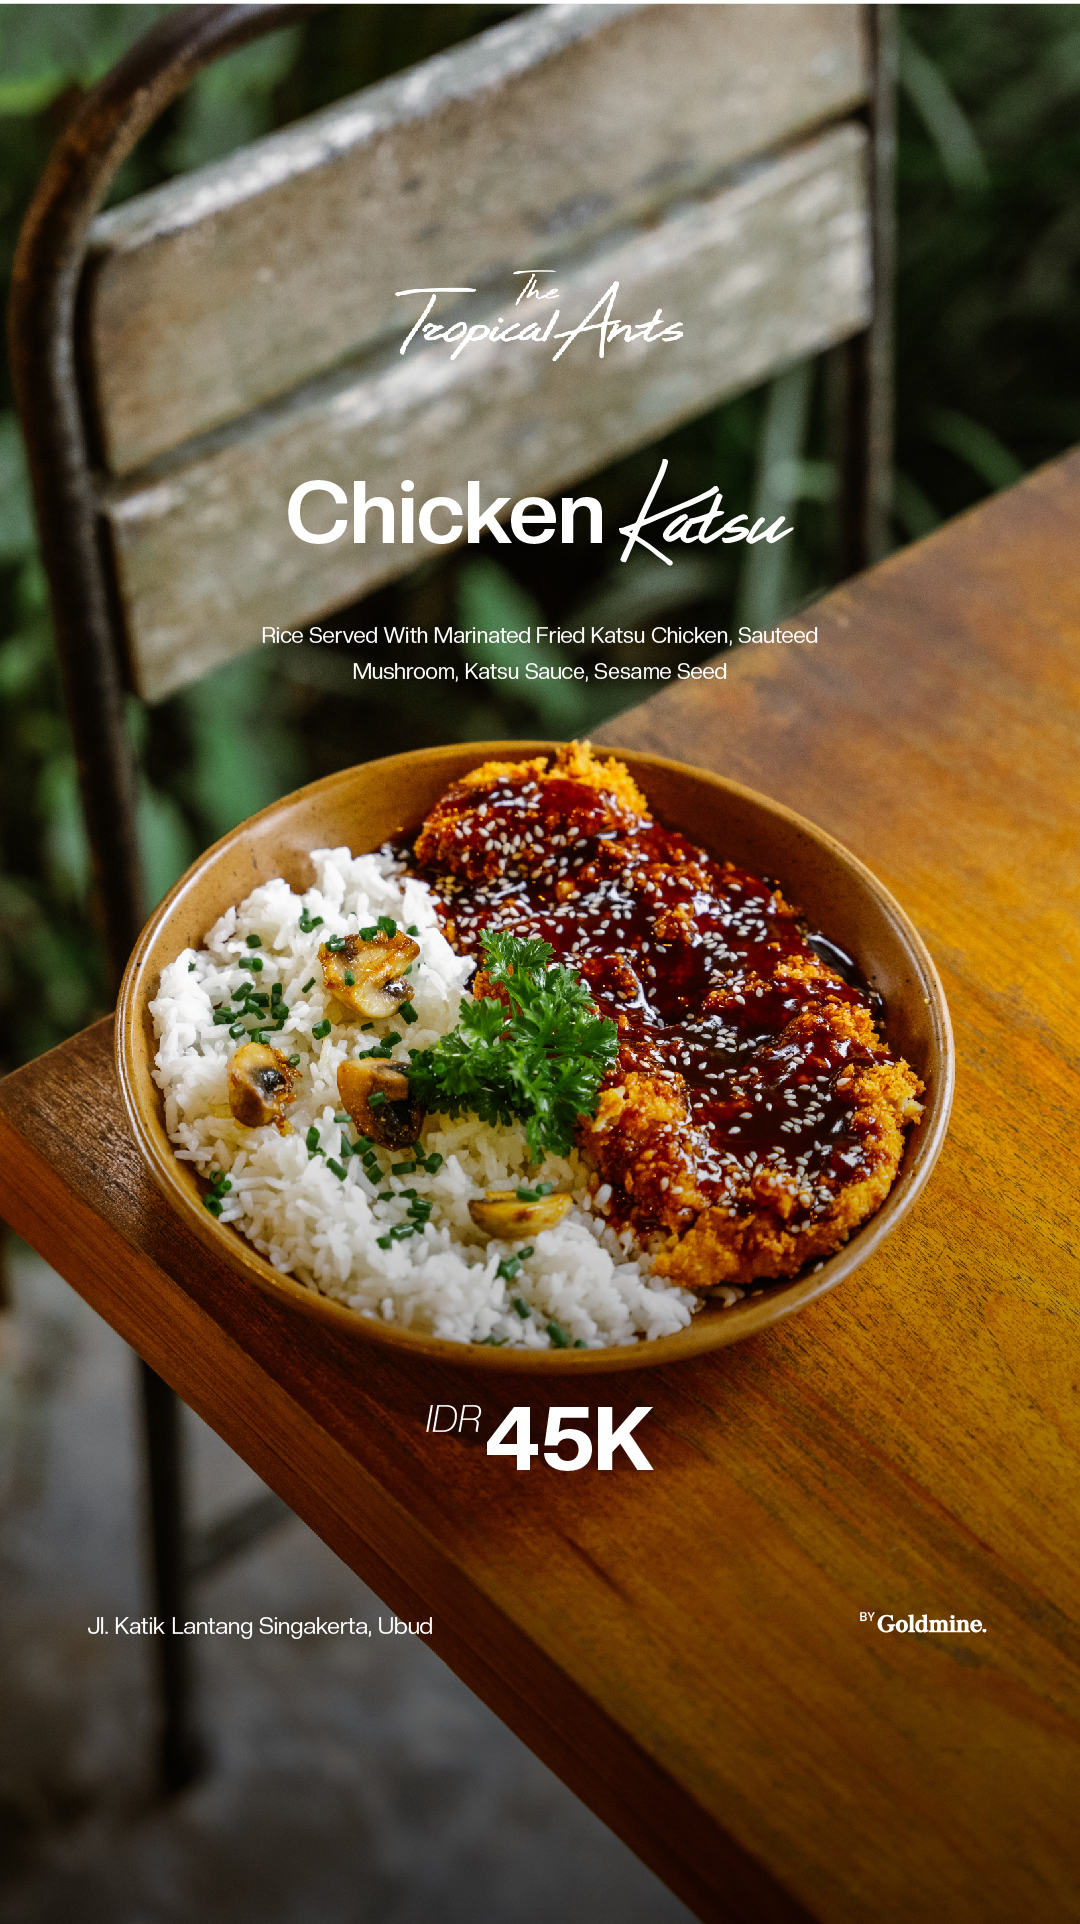 The
Tropical Ants
Chicken Katsu
Rice Served With Marinated Fried Katsu Chicken, Sauteed
Mushroom, Katsu Sauce, Sesame Seed
IDR 45K
Jl. Katik Lantang Singakerta, Ubud
BY Goldmine.